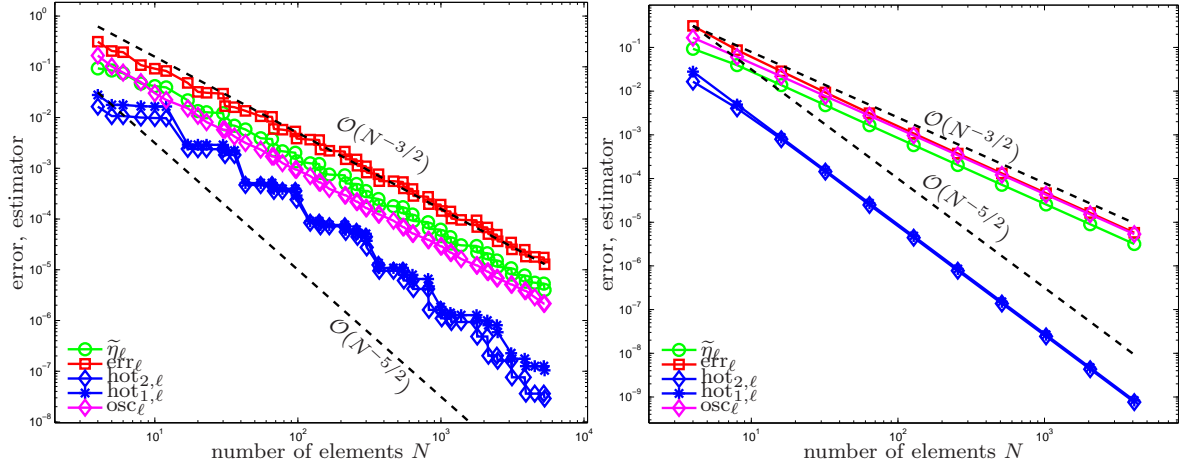 10^0
10^{-1}
10^{-2}
10^{-3}
10^{-4}
10^{-5}
10^{-6}
10^{-7}
10^{-8}
error, estimator
O(N^{-3/2})
O(N^{-5/2})
\widetilde{η}_ℓ
err_ℓ
hot_{2,ℓ}
hot_{1,ℓ}
osc_ℓ
10^1
10^2
10^3
10^4
number of elements N
10^{-1}
10^{-2}
10^{-3}
10^{-4}
10^{-5}
10^{-6}
10^{-7}
10^{-8}
10^{-9}
error, estimator
O(N^{-3/2})
O(N^{-5/2})
\widetilde{η}_ℓ
err_ℓ
hot_{2,ℓ}
hot_{1,ℓ}
osc_ℓ
10^1
10^2
10^3
number of elements N